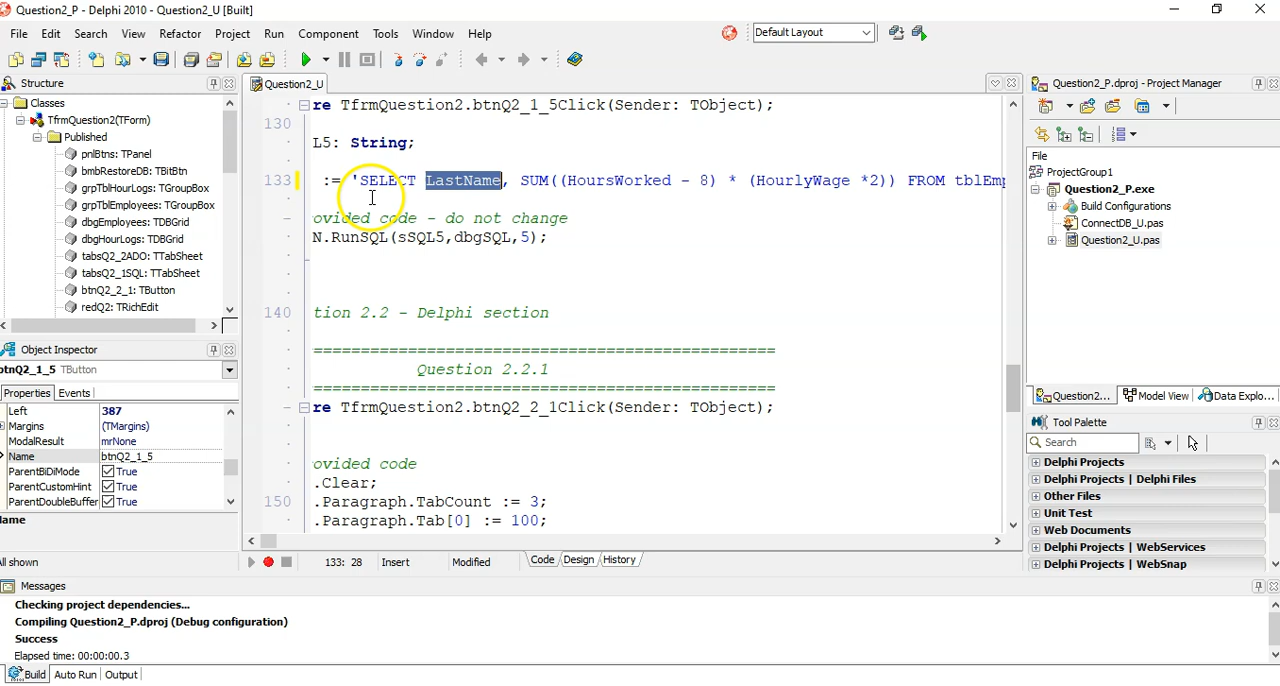 Question2_P - Delphi 2010 - Question2_U [Built]
File Edit Search View Refactor Project Run Component Tools Window Help
Default Layout
Structure
Question2_U
Question2_P.dproj - Project Manager
Classes
TfrmQuestion2(TForm)
Published
pnlBtns: TPanel
bmbRestoreDB: TBitBtn
grpTblHourLogs: TGroupBox
grpTblEmployees: TGroupBox
dbgEmployees: TDBGrid
dbgHourLogs: TDBGrid
tabsQ2_2ADO: TTabSheet
tabsQ2_1SQL: TTabSheet
btnQ2_2_1: TButton
redQ2: TRichEdit
Object Inspector
btnQ2_1_5 TButton
Properties Events
Left 387
Margins (TMargins)
ModalResult mrNone
Name btnQ2_1_5
ParentBiDiMode True
ParentCustomHint True
ParentDoubleBuffer True
All shown
re TfrmQuestion2.btnQ2_1_5Click(Sender: TObject);
130
L5: String;
133 := 'SELECT LastName, SUM((HoursWorked - 8) * (HourlyWage *2)) FROM tblEmp
ovided code - do not change
N.RunSQL(sSQL5,dbgSQL,5);
140 tion 2.2 - Delphi section
===================================================
Question 2.2.1
===================================================
re TfrmQuestion2.btnQ2_2_1Click(Sender: TObject);
ovided code
.Clear;
150 .Paragraph.TabCount := 3;
.Paragraph.Tab[0] := 100;
133: 28 Insert Modified Code Design History
File
ProjectGroup1
Question2_P.exe
Build Configurations
ConnectDB_U.pas
Question2_U.pas
Question2... Model View Data Explo...
Tool Palette
Search
Delphi Projects
Delphi Projects | Delphi Files
Other Files
Unit Test
Web Documents
Delphi Projects | WebServices
Delphi Projects | WebSnap
Messages
Checking project dependencies...
Compiling Question2_P.dproj (Debug configuration)
Success
Elapsed time: 00:00:00.3
Build Auto Run Output